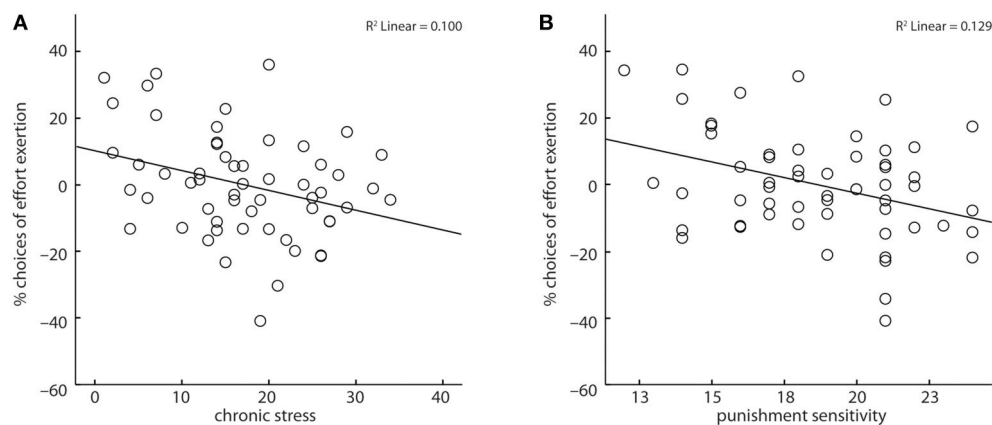 A
R² Linear = 0.100
40
20
0
−20
−40
−60
% choices of effort exertion
0 10 20 30 40
chronic stress
B
R² Linear = 0.129
40
20
0
−20
−40
−60
% choices of effort exertion
13 15 18 20 23
punishment sensitivity